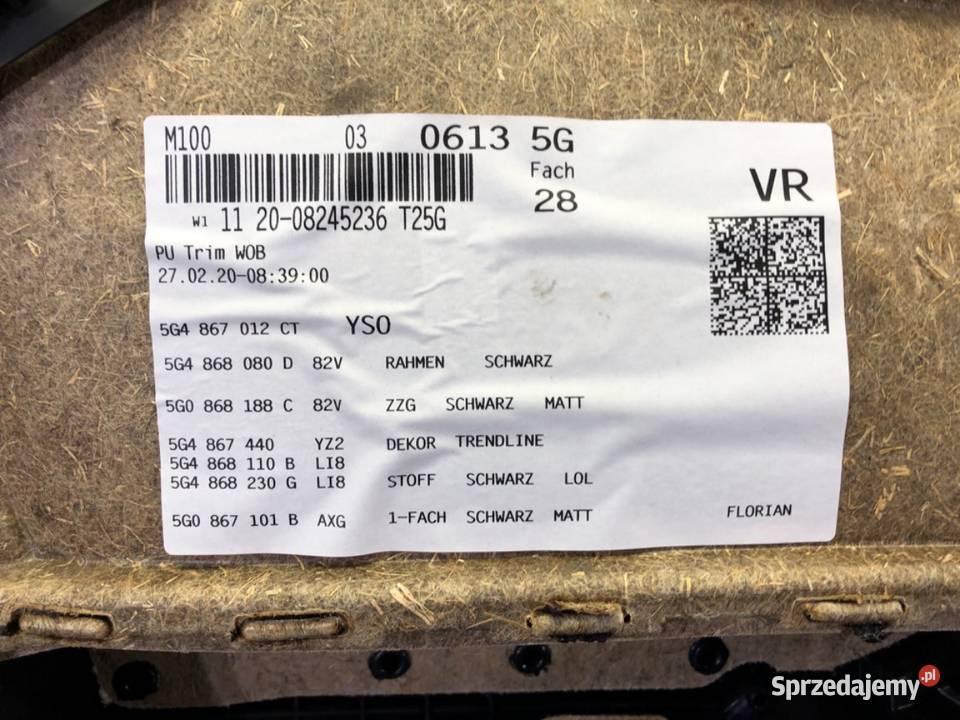 M100 03 0613 5G
Fach
28
VR
W1 11 20-08245236 T25G
PU Trim WOB
27.02.20-08:39:00
5G4 867 012 CT YSO
5G4 868 080 D 82V RAHMEN SCHWARZ
5G0 868 188 C 82V ZZG SCHWARZ MATT
5G4 867 440 YZ2 DEKOR TRENDLINE
5G4 868 110 B LI8
5G4 868 230 G LI8 STOFF SCHWARZ LOL
5G0 867 101 B AXG 1-FACH SCHWARZ MATT FLORIAN
Sprzedajemy.pl